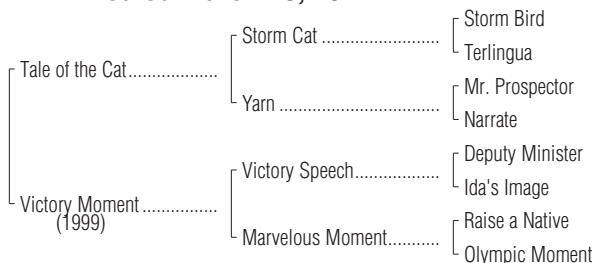 Storm Bird
Storm Cat........................
Terlingua
Tale of the Cat..................
Mr. Prospector
Yarn ................................
Narrate
Deputy Minister
Victory Speech.................
Ida's Image
Victory Moment...............
(1999)
Raise a Native
Marvelous Moment...........
Olympic Moment